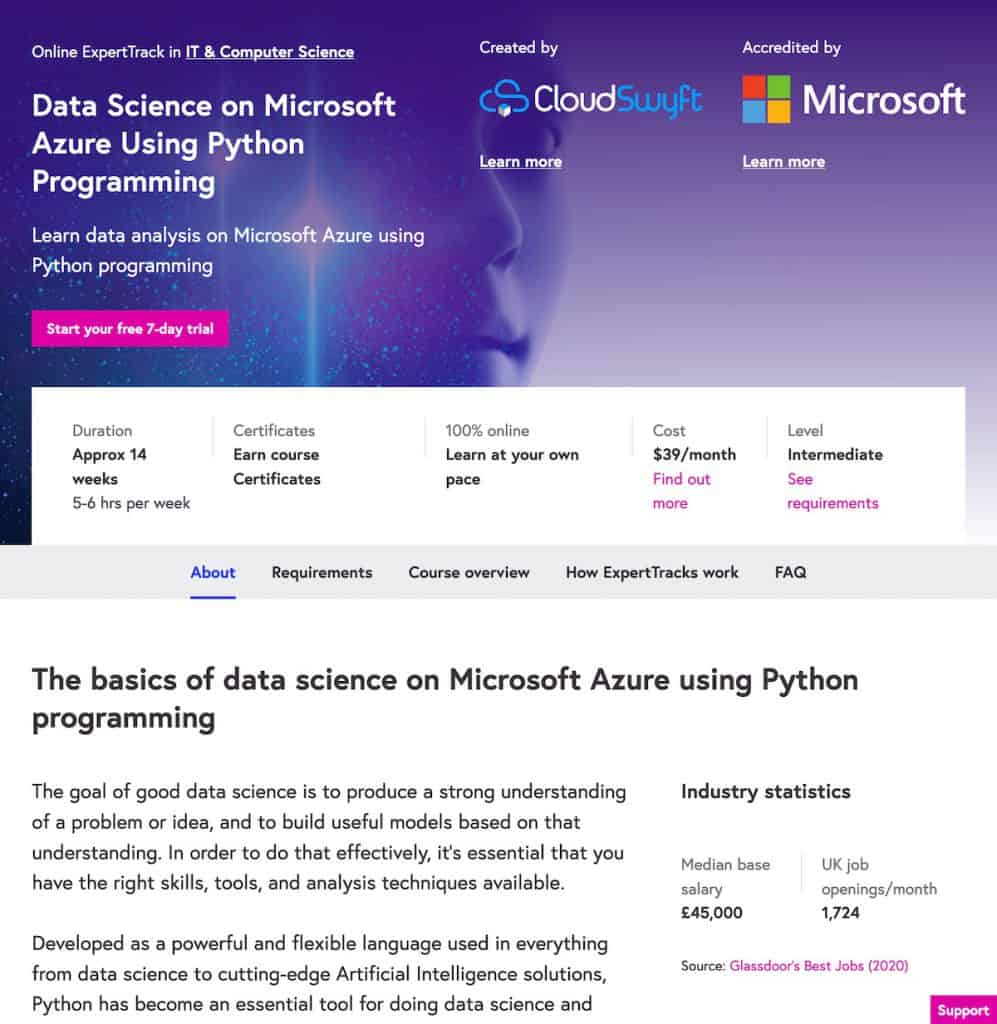 Online ExpertTrack in IT & Computer Science
Data Science on Microsoft
Azure Using Python
Programming
Learn data analysis on Microsoft Azure using
Python programming
Start your free 7-day trial
Created by
CloudSwyft
Learn more
Accredited by
Microsoft
Learn more
Duration
Approx 14
weeks
5-6 hrs per week
Certificates
Earn course
Certificates
100% online
Learn at your own
pace
Cost
$39/month
Find out
more
Level
Intermediate
See
requirements
About
Requirements
Course overview
How ExpertTracks work
FAQ
The basics of data science on Microsoft Azure using Python
programming
The goal of good data science is to produce a strong understanding
of a problem or idea, and to build useful models based on that
understanding. In order to do that effectively, it's essential that you
have the right skills, tools, and analysis techniques available.
Developed as a powerful and flexible language used in everything
from data science to cutting-edge Artificial Intelligence solutions,
Python has become an essential tool for doing data science and
Industry statistics
Median base
salary
£45,000
UK job
openings/month
1,724
Source: Glassdoor's Best Jobs (2020)
Support